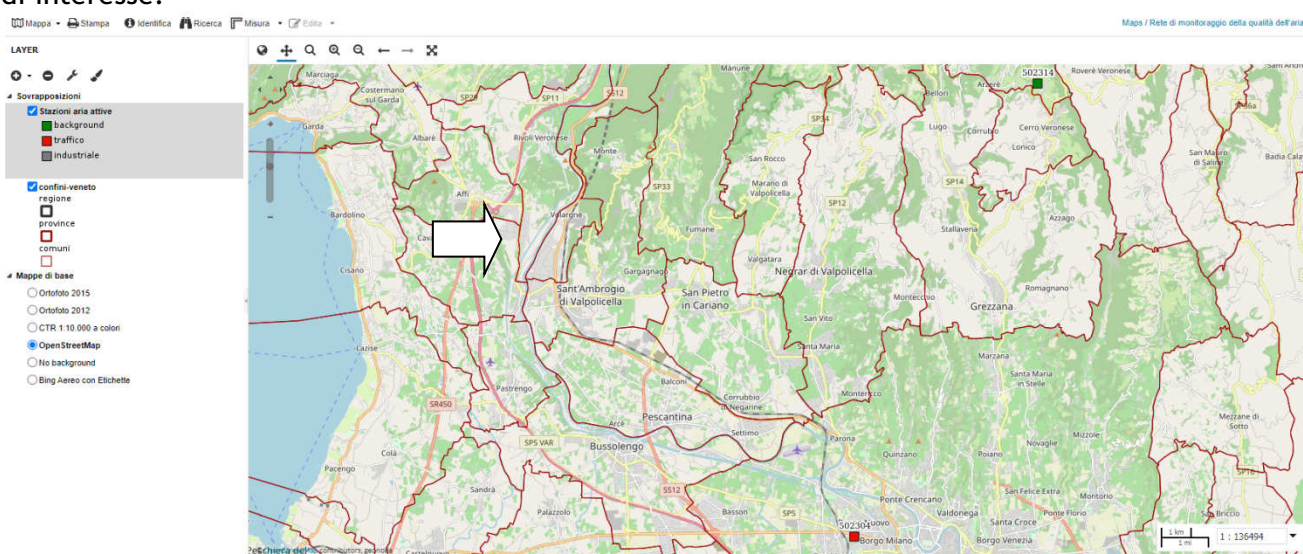 di interesse.
Mappa Stampa Identifica Ricerca Misura Edita
Maps / Rete di monitoraggio della qualità dell'aria
LAYER
Sovrapposizioni
Stazioni aria attive
background
traffico
industriale
confini-veneto
regione
province
comuni
Mappe di base
Ortofoto 2015
Ortofoto 2012
CTR 1:10.000 a colori
OpenStreetMap
No background
Bing Aereo con Etichette
Marciaga
Costermano
sul Garda
SP29
SP11
SS12
Manune
502314
Roverè Veronese
Arzerè
Bellori
SP36a
Garda
Albarè
Rivoli Veronese
Monte
SP34
Lugo
Corrubio
Cerro Veronese
Lonico
San Mauro
di Saline
Badia Cala
San Rocco
Affi
SP33
Marano di
Valpolicella
SP12
SP14
Bardolino
Volargne
Fumane
Stallavena
Azzago
Cava
Cisano
Gargagnago
Valgatara
Negrar di Valpolicella
Sant'Ambrogio
di Valpolicella
San Pietro
in Cariano
Montecchio
Romagnano
Grezzana
San Vito
Lazise
Santa Maria
Marzana
Santa Maria
in Stelle
Pastrengo
Balconi
SR450
Corrubbio
di Negarine
Montericco
Pescantina
Arcè
Settimo
Parona
Mezzane di
Sotto
SP5 VAR
Bussolengo
Quinzano
Poiano
Novaglie
Mizzole
Colà
Pacengo
SP16
Sandrà
SS12
San Felice Extra
Montorio
Palazzolo
Basson
SP5
Ponte Crencano
Valdonega
Ponte Florio
San Briccio
502304
Santa Croce
Borgo Milano
Borgo Venezia
1 km
1 mi
1 : 136494